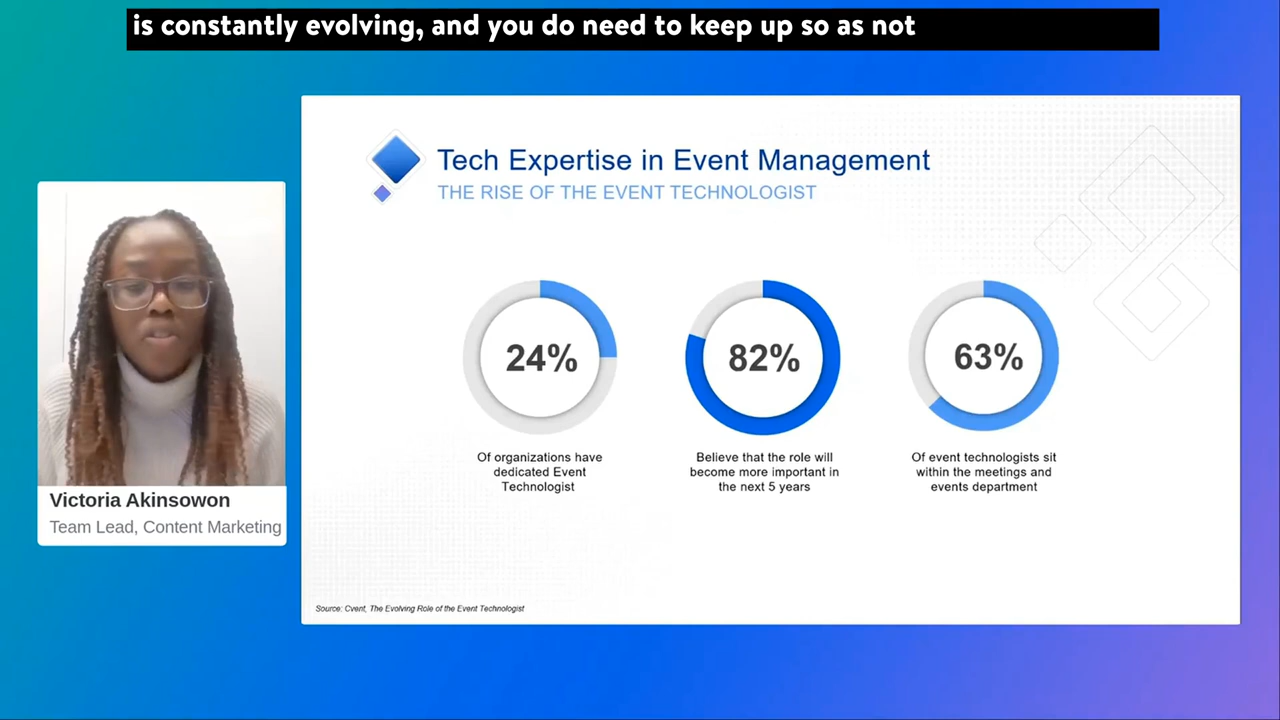 is constantly evolving, and you do need to keep up so as not
Tech Expertise in Event Management
THE RISE OF THE EVENT TECHNOLOGIST
24%
82%
63%
Of organizations have
dedicated Event
Technologist
Believe that the role will
become more important in
the next 5 years
Of event technologists sit
within the meetings and
events department
Victoria Akinsowon
Team Lead, Content Marketing
Source: Cvent, The Evolving Role of the Event Technologist